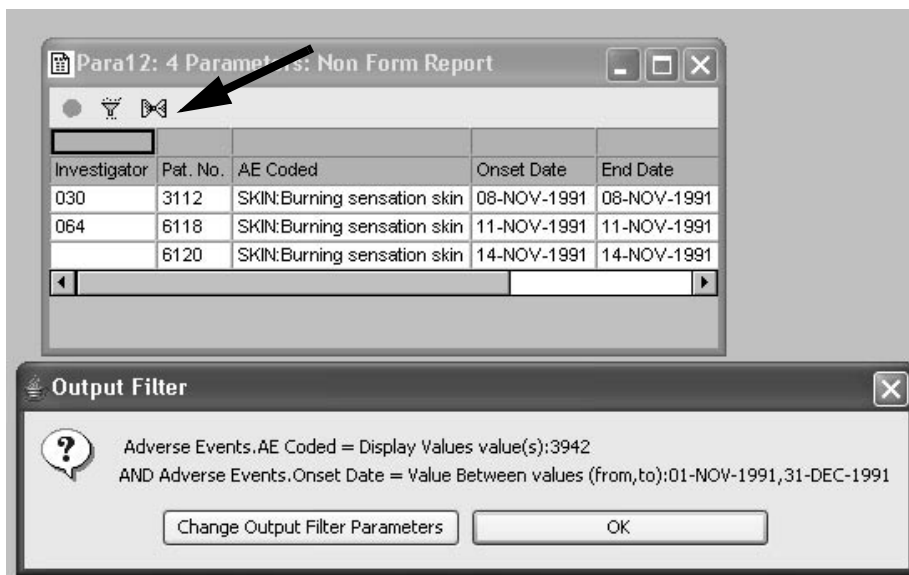 Para12: 4 Parameters: Non Form Report
Investigator Pat. No. AE Coded Onset Date End Date
030 3112 SKIN:Burning sensation skin 08-NOV-1991 08-NOV-1991
064 6118 SKIN:Burning sensation skin 11-NOV-1991 11-NOV-1991
6120 SKIN:Burning sensation skin 14-NOV-1991 14-NOV-1991
Output Filter
Adverse Events.AE Coded = Display Values value(s):3942
AND Adverse Events.Onset Date = Value Between values (from,to):01-NOV-1991,31-DEC-1991
Change Output Filter Parameters OK